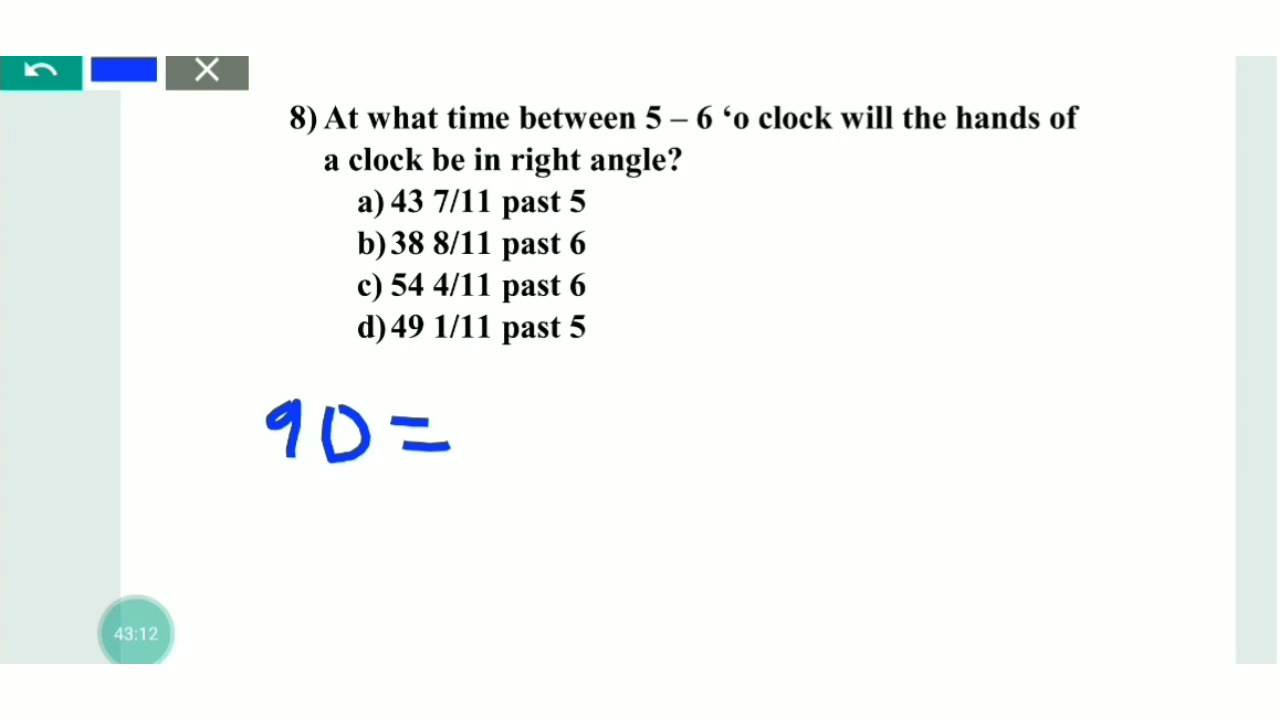 8) At what time between 5 – 6 ‘o clock will the hands of
a clock be in right angle?
a) 43 7/11 past 5
b) 38 8/11 past 6
c) 54 4/11 past 6
d) 49 1/11 past 5
90 =
43:12